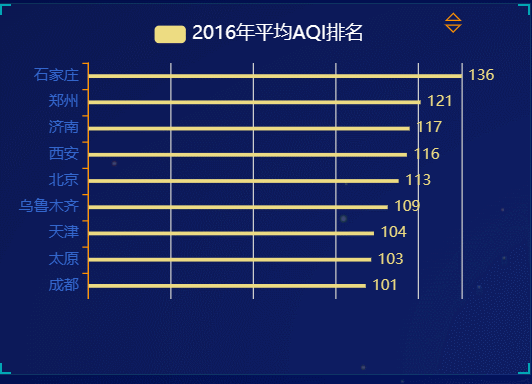 2016年平均AQI排名
石家庄 136
郑州 121
济南 117
西安 116
北京 113
乌鲁木齐 109
天津 104
太原 103
成都 101